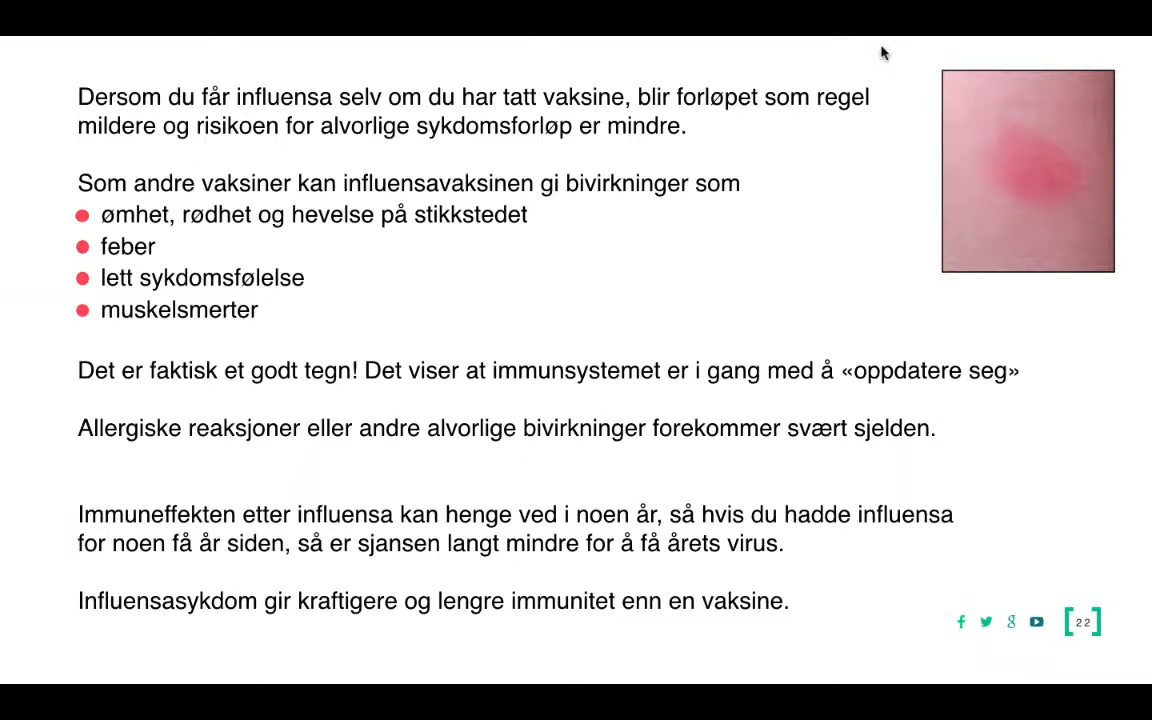 Dersom du får influensa selv om du har tatt vaksine, blir forløpet som regel
mildere og risikoen for alvorlige sykdomsforløp er mindre.
Som andre vaksiner kan influensavaksinen gi bivirkninger som
ømhet, rødhet og hevelse på stikkstedet
feber
lett sykdomsfølelse
muskelsmerter
Det er faktisk et godt tegn! Det viser at immunsystemet er i gang med å «oppdatere seg»
Allergiske reaksjoner eller andre alvorlige bivirkninger forekommer svært sjelden.
Immuneffekten etter influensa kan henge ved i noen år, så hvis du hadde influensa
for noen få år siden, så er sjansen langt mindre for å få årets virus.
Influensasykdom gir kraftigere og lengre immunitet enn en vaksine.
[22]